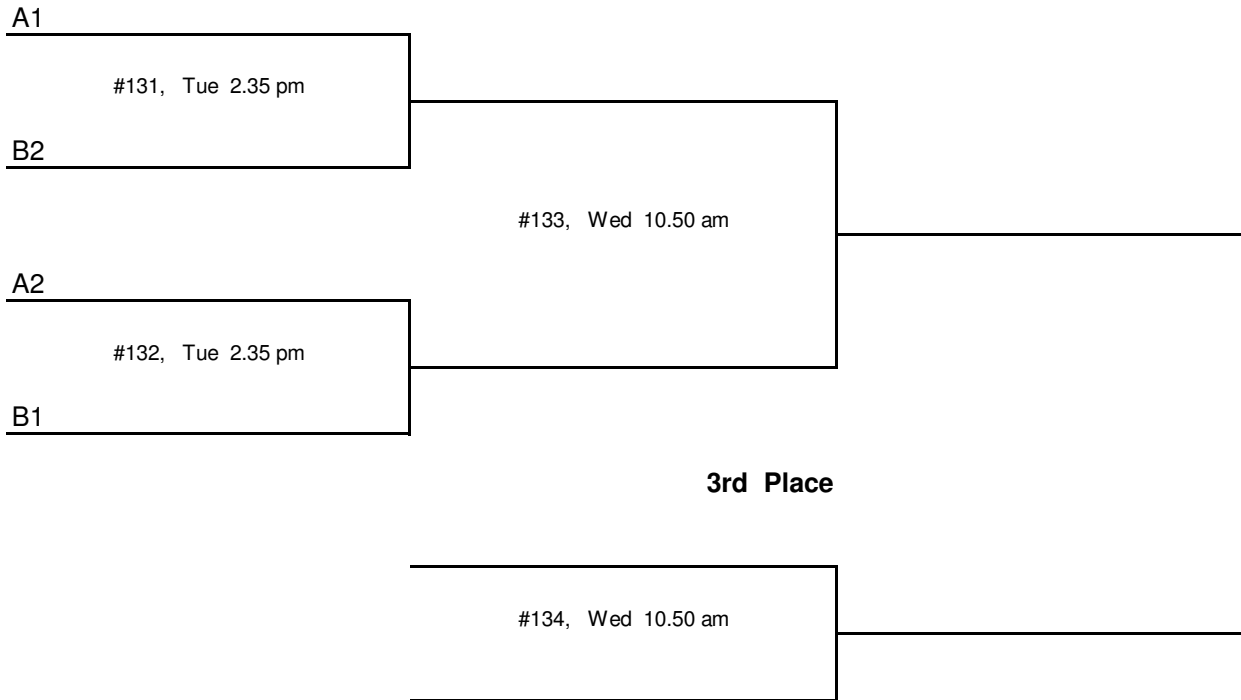 A1
#131, Tue 2.35 pm
B2
#133, Wed 10.50 am
A2
#132, Tue 2.35 pm
B1
3rd Place
#134, Wed 10.50 am